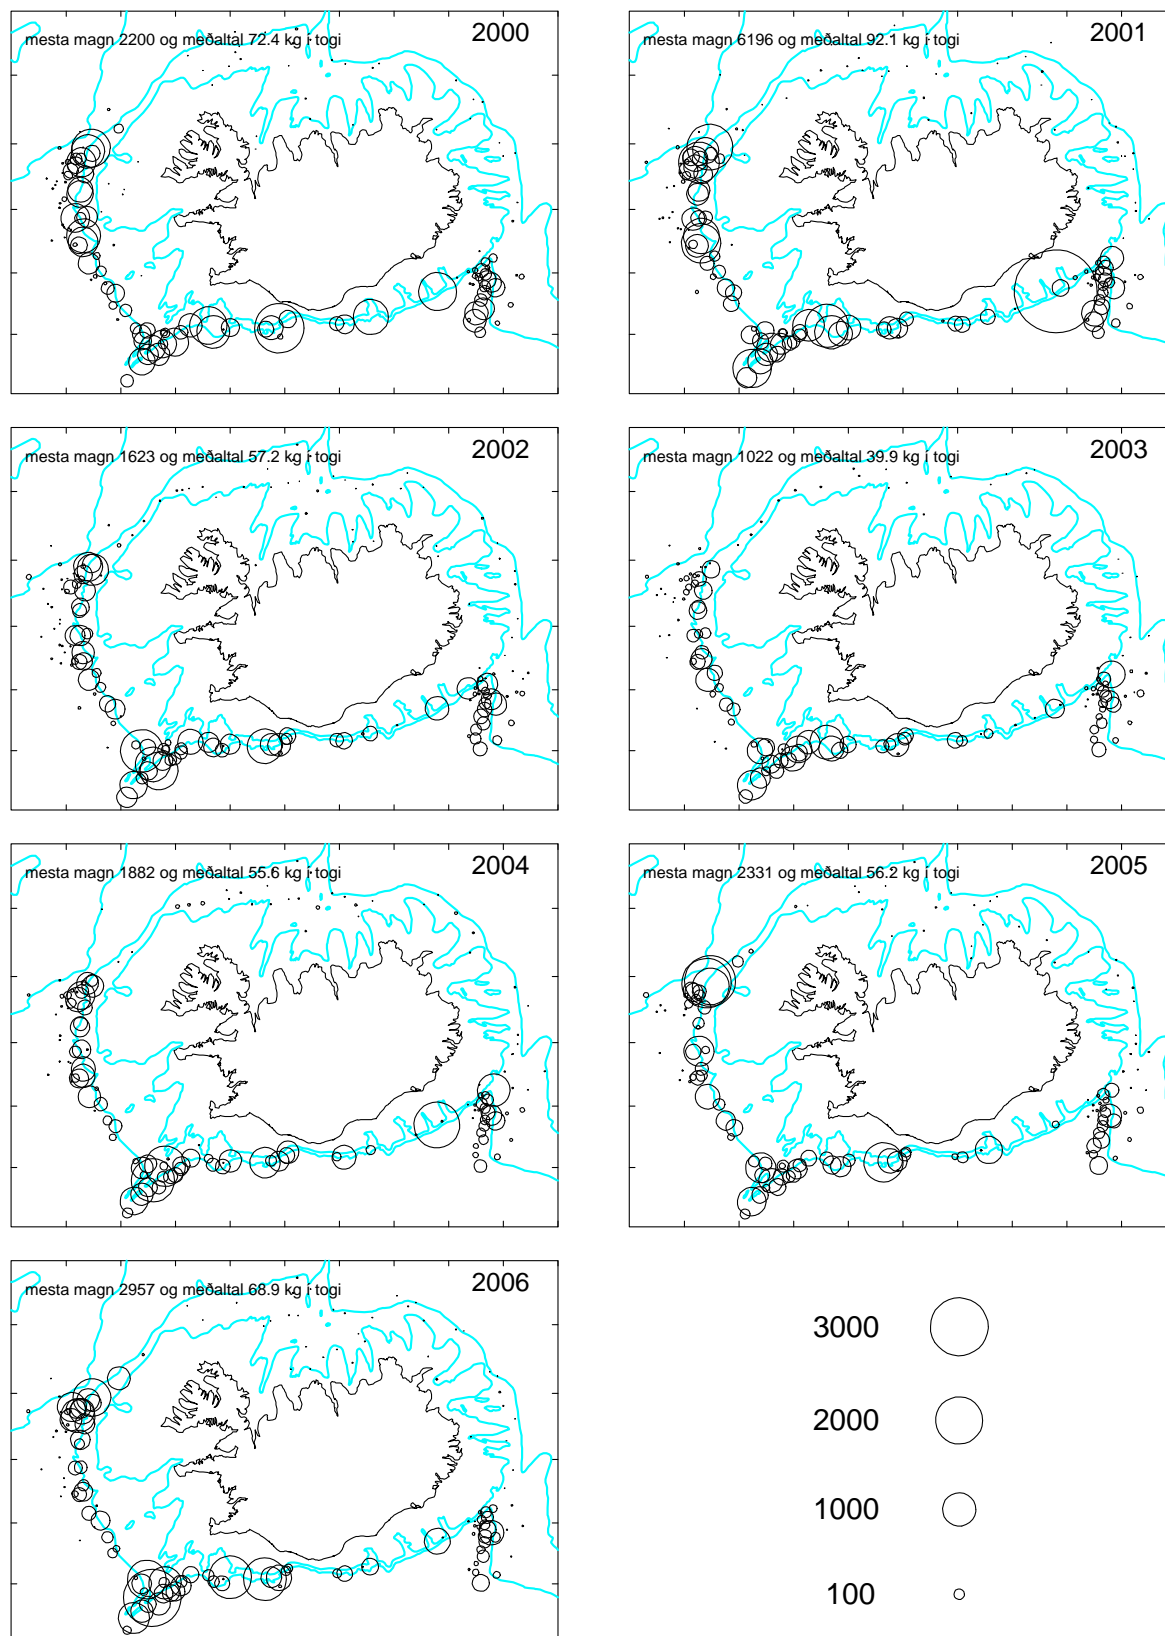 mesta magn 2200 og meðaltal 72.4 kg í togi
2000
mesta magn 6196 og meðaltal 92.1 kg í togi
2001
mesta magn 1623 og meðaltal 57.2 kg í togi
2002
mesta magn 1022 og meðaltal 39.9 kg í togi
2003
mesta magn 1882 og meðaltal 55.6 kg í togi
2004
mesta magn 2331 og meðaltal 56.2 kg í togi
2005
mesta magn 2957 og meðaltal 68.9 kg í togi
2006
3000
2000
1000
100